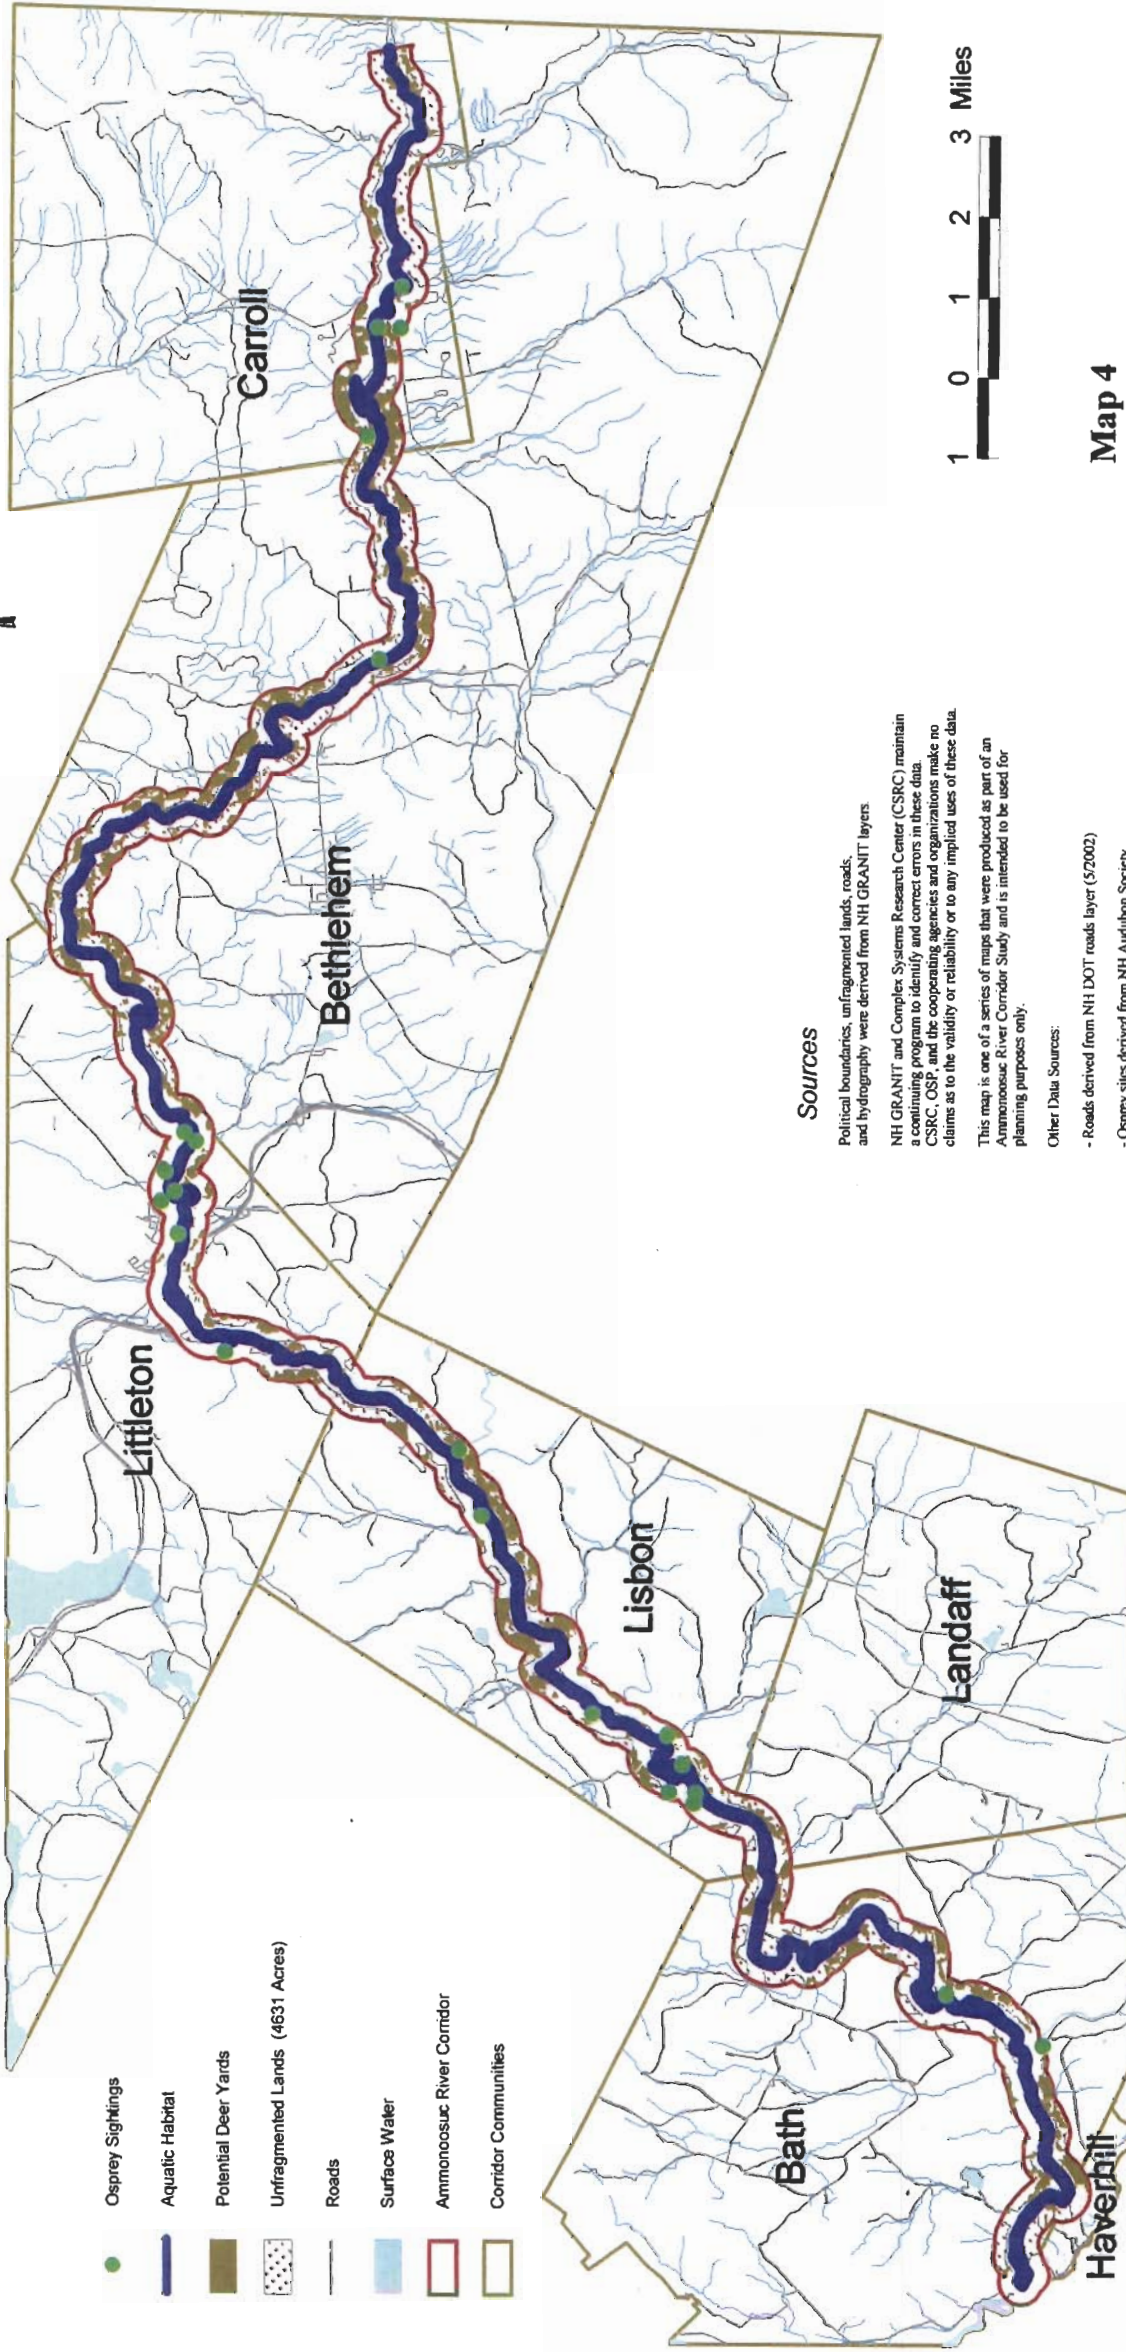 Osprey Sightings
Aquatic Habitat
Potential Deer Yards
Unfragmented Lands (4631 Acres)
Roads
Surface Water
Ammonoosuc River Corridor
Corridor Communities
Littleton
Carroll
Bethlehem
Lisbon
Landaff
Bath
Haverhill
Sources
Political boundaries, unfragmented lands, roads,
and hydrography were derived from NH GRANIT layers
NH GRANIT and Complex Systems Research Center (CSRC) maintain
a continuing program to identify and correct errors in these data.
CSRC, OSP, and the cooperating agencies and organizations make no
claims as to the validity or reliability or to any implied uses of these data.
This map is one of a series of maps that were produced as part of an
Ammonoosuc River Corridor Study and is intended to be used for
planning purposes only.
Other Data Sources:
- Roads derived from NH DOT roads layer (5/2002)
- Osprey sites derived from NH Audubon Society
1 0 1 2 3 Miles
Map 4